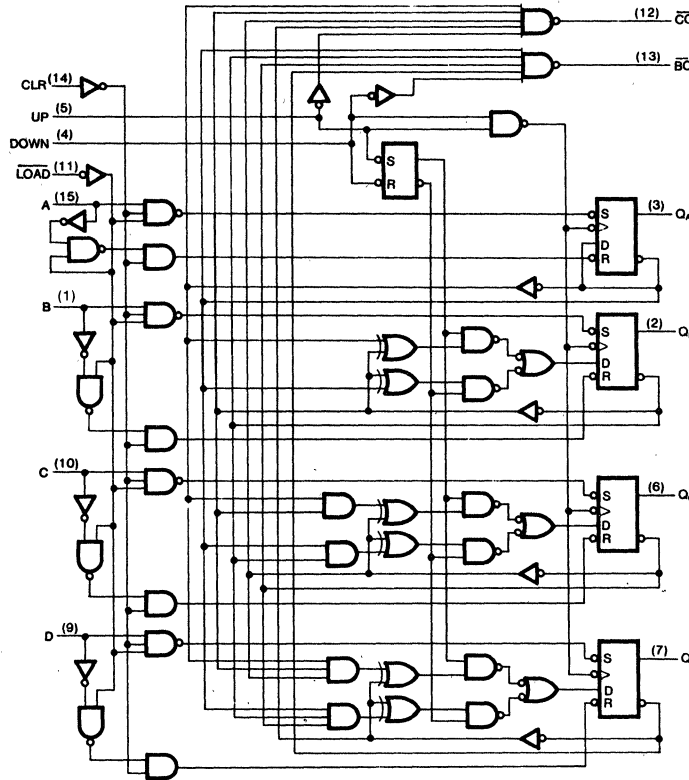 (12)
CO
(13)
BO
CLR (14)
UP (5)
DOWN (4)
LOAD (11)
S
R
A (15)
S
D
R
(3)
QA
B (1)
S
D
R
(2)
Q
C (10)
S
D
R
(6)
Q
D (9)
S
D
R
(7)
Q